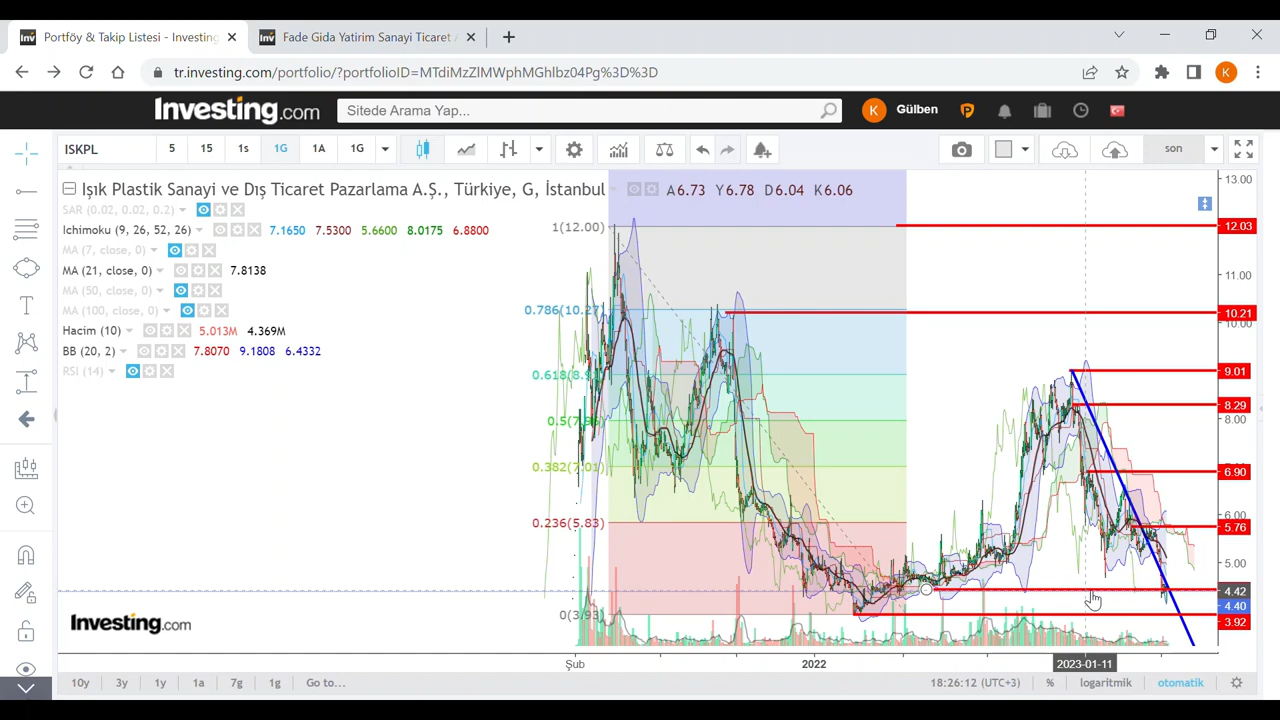 Portföy & Takip Listesi - Investing
Fade Gida Yatirim Sanayi Ticaret A
tr.investing.com/portfolio/?portfolioID=MTdiMzZlMWphMGhlbz04Pg%3D%3D
K
Investing.com
Sitede Arama Yap...
K
Gülben
ISKPL
5
15
1s
1G
1A
1G
son
Işık Plastik Sanayi ve Dış Ticaret Pazarlama A.Ş., Türkiye, G, İstanbul
A6.73 Y6.78 D6.04 K6.06
SAR (0.02, 0.02, 0.2)
Ichimoku (9, 26, 52, 26) 7.1650 7.5300 5.6600 8.0175 6.8800
MA (7, close, 0)
MA (21, close, 0) 7.8138
MA (50, close, 0)
MA (100, close, 0)
Hacim (10) 5.013M 4.369M
BB (20, 2) 7.8070 9.1808 6.4332
RSI (14)
1(12.00)
0.786(10.27)
0.382(7.01)
0.236(5.83)
0(3.93)
13.00
12.03
11.00
10.21
10.00
9.01
8.29
8.00
6.90
6.00
5.76
5.00
4.42
4.40
3.92
Investing.com
Şub
2022
2023-01-11
10y
3y
1y
1a
7g
1g
Go to...
18:26:12 (UTC+3)
%
logaritmik
otomatik